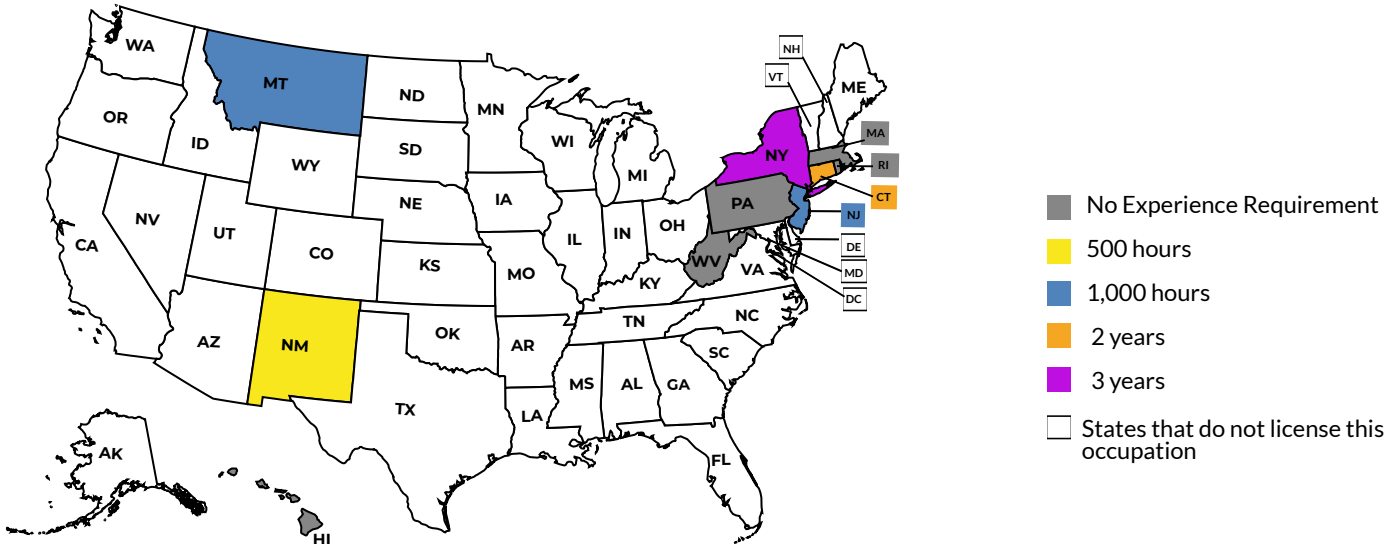 WA
MT
ND
MN
OR
ID
WY
SD
WI
MI
NH
VT
ME
NY
MA
RI
CT
NJ
DE
MD
DC
PA
NV
CA
UT
CO
NE
KS
IA
IL
IN
OH
WV
VA
MO
KY
AZ
NM
OK
AR
TN
NC
SC
TX
LA
MS
AL
GA
FL
AK
HI
No Experience Requirement
500 hours
1,000 hours
2 years
3 years
States that do not license this
occupation